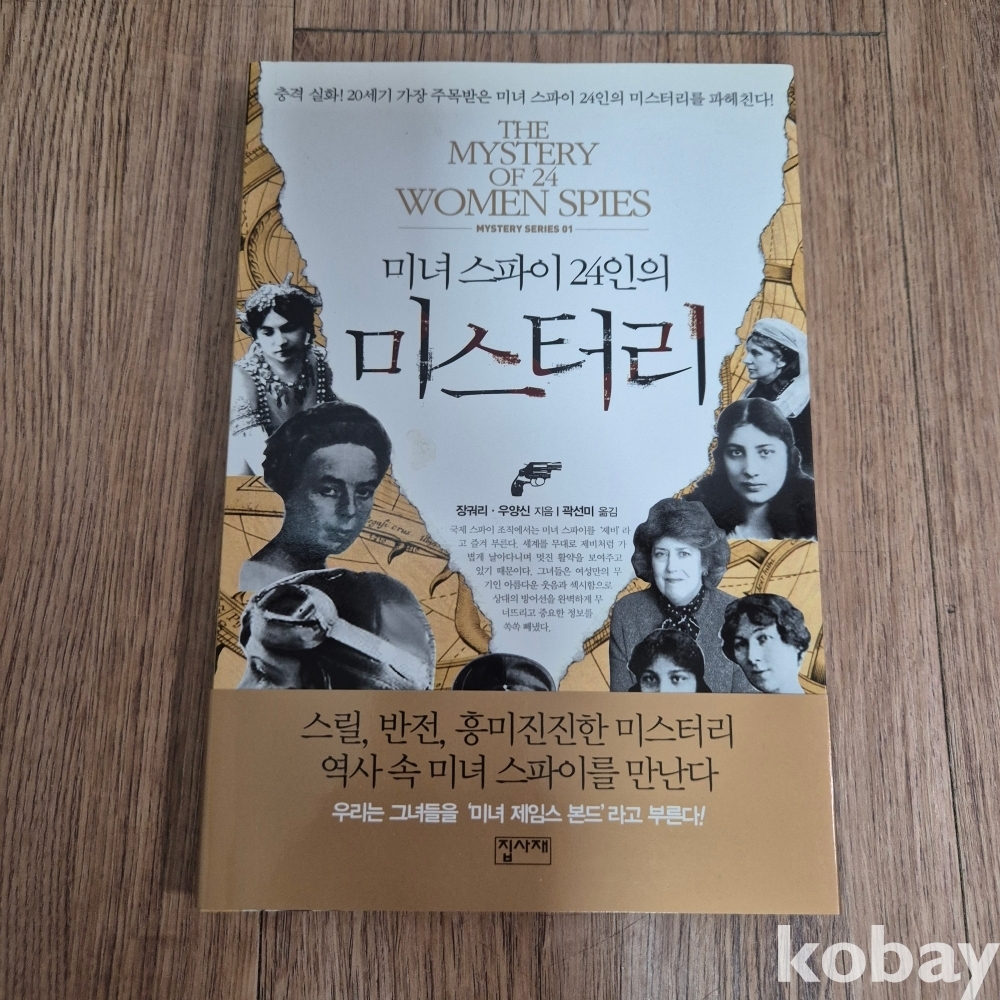 충격 실화! 20세기 가장 주목받은 미녀 스파이 24인의 미스터리를 파헤친다!
THE
MYSTERY
OF 24
WOMEN SPIES
MYSTERY SERIES 01
미녀 스파이 24인의
미스터리
장궈리 · 우양신 지음 | 곽선미 옮김
국제 스파이 조직에서는 미녀 스파이를 '제비'라
고 즐겨 부른다. 세계를 무대로 제비처럼 가
볍게 날아다니며 멋진 활약을 보여주고
있기 때문이다. 그녀들은 여성만의 무
기인 아름다운 웃음과 섹시함으로
상대의 방어선을 완벽하게 무
너뜨리고 중요한 정보를
쏙쏙 빼냈다.
스릴, 반전, 흥미진진한 미스터리
역사 속 미녀 스파이를 만난다
우리는 그녀들을 '미녀 제임스 본드'라고 부른다!
집사재
kobay